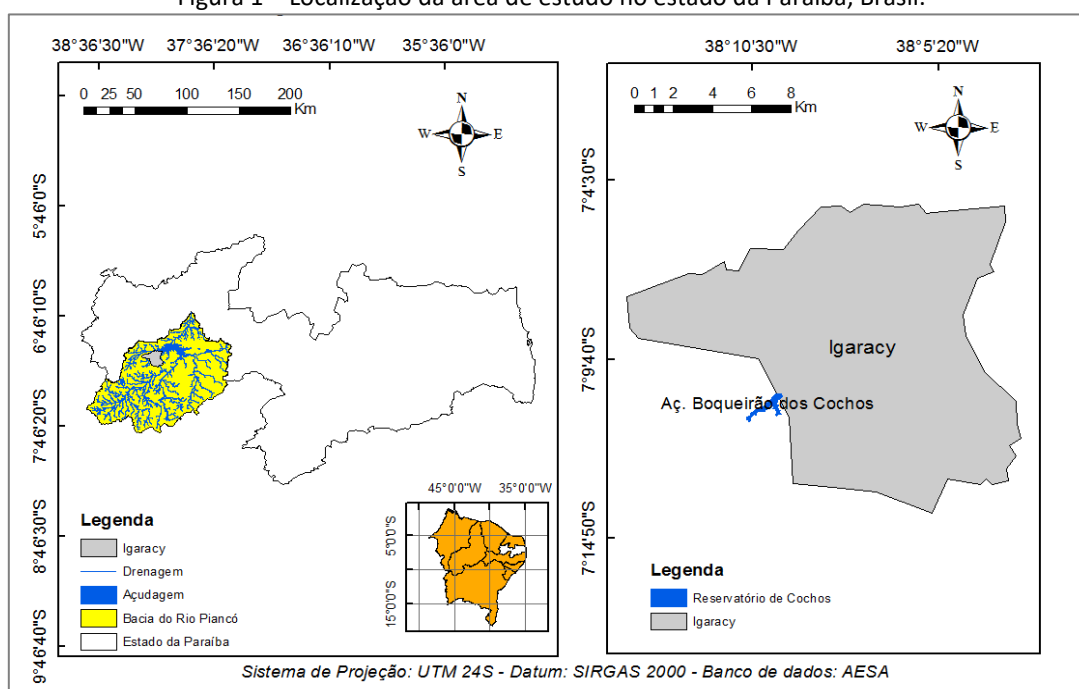 Figura 1 – Localização da área de estudo no estado da Paraíba, Brasil.
38°36'30"W 37°36'20"W 36°36'10"W 35°36'0"W
0 25 50 100 150 200
Km
N
W E
S
5°46'0"S
6°46'10"S
7°46'20"S
8°46'30"S
9°46'40"S
Legenda
Igaracy
Drenagem
Açudagem
Bacia do Rio Piancó
Estado da Paraíba
45°0'0"W 35°0'0"W
5°0'0"S
15°0'0"S
38°10'30"W 38°5'20"W
0 1 2 4 6 8
Km
N
W E
S
7°4'30"S
7°9'40"S
7°14'50"S
Igaracy
Aç. Boqueirão dos Cochos
Legenda
Reservatório de Cochos
Igaracy
Sistema de Projeção: UTM 24S - Datum: SIRGAS 2000 - Banco de dados: AESA